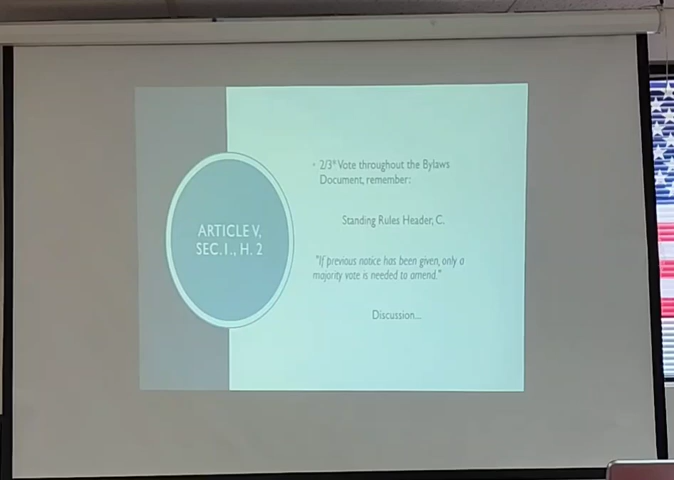 ARTICLE V,
SEC. I., H. 2
• 2/3* Vote throughout the Bylaws
Document, remember:
Standing Rules Header, C.
"If previous notice has been given, only a
majority vote is needed to amend."
Discussion...